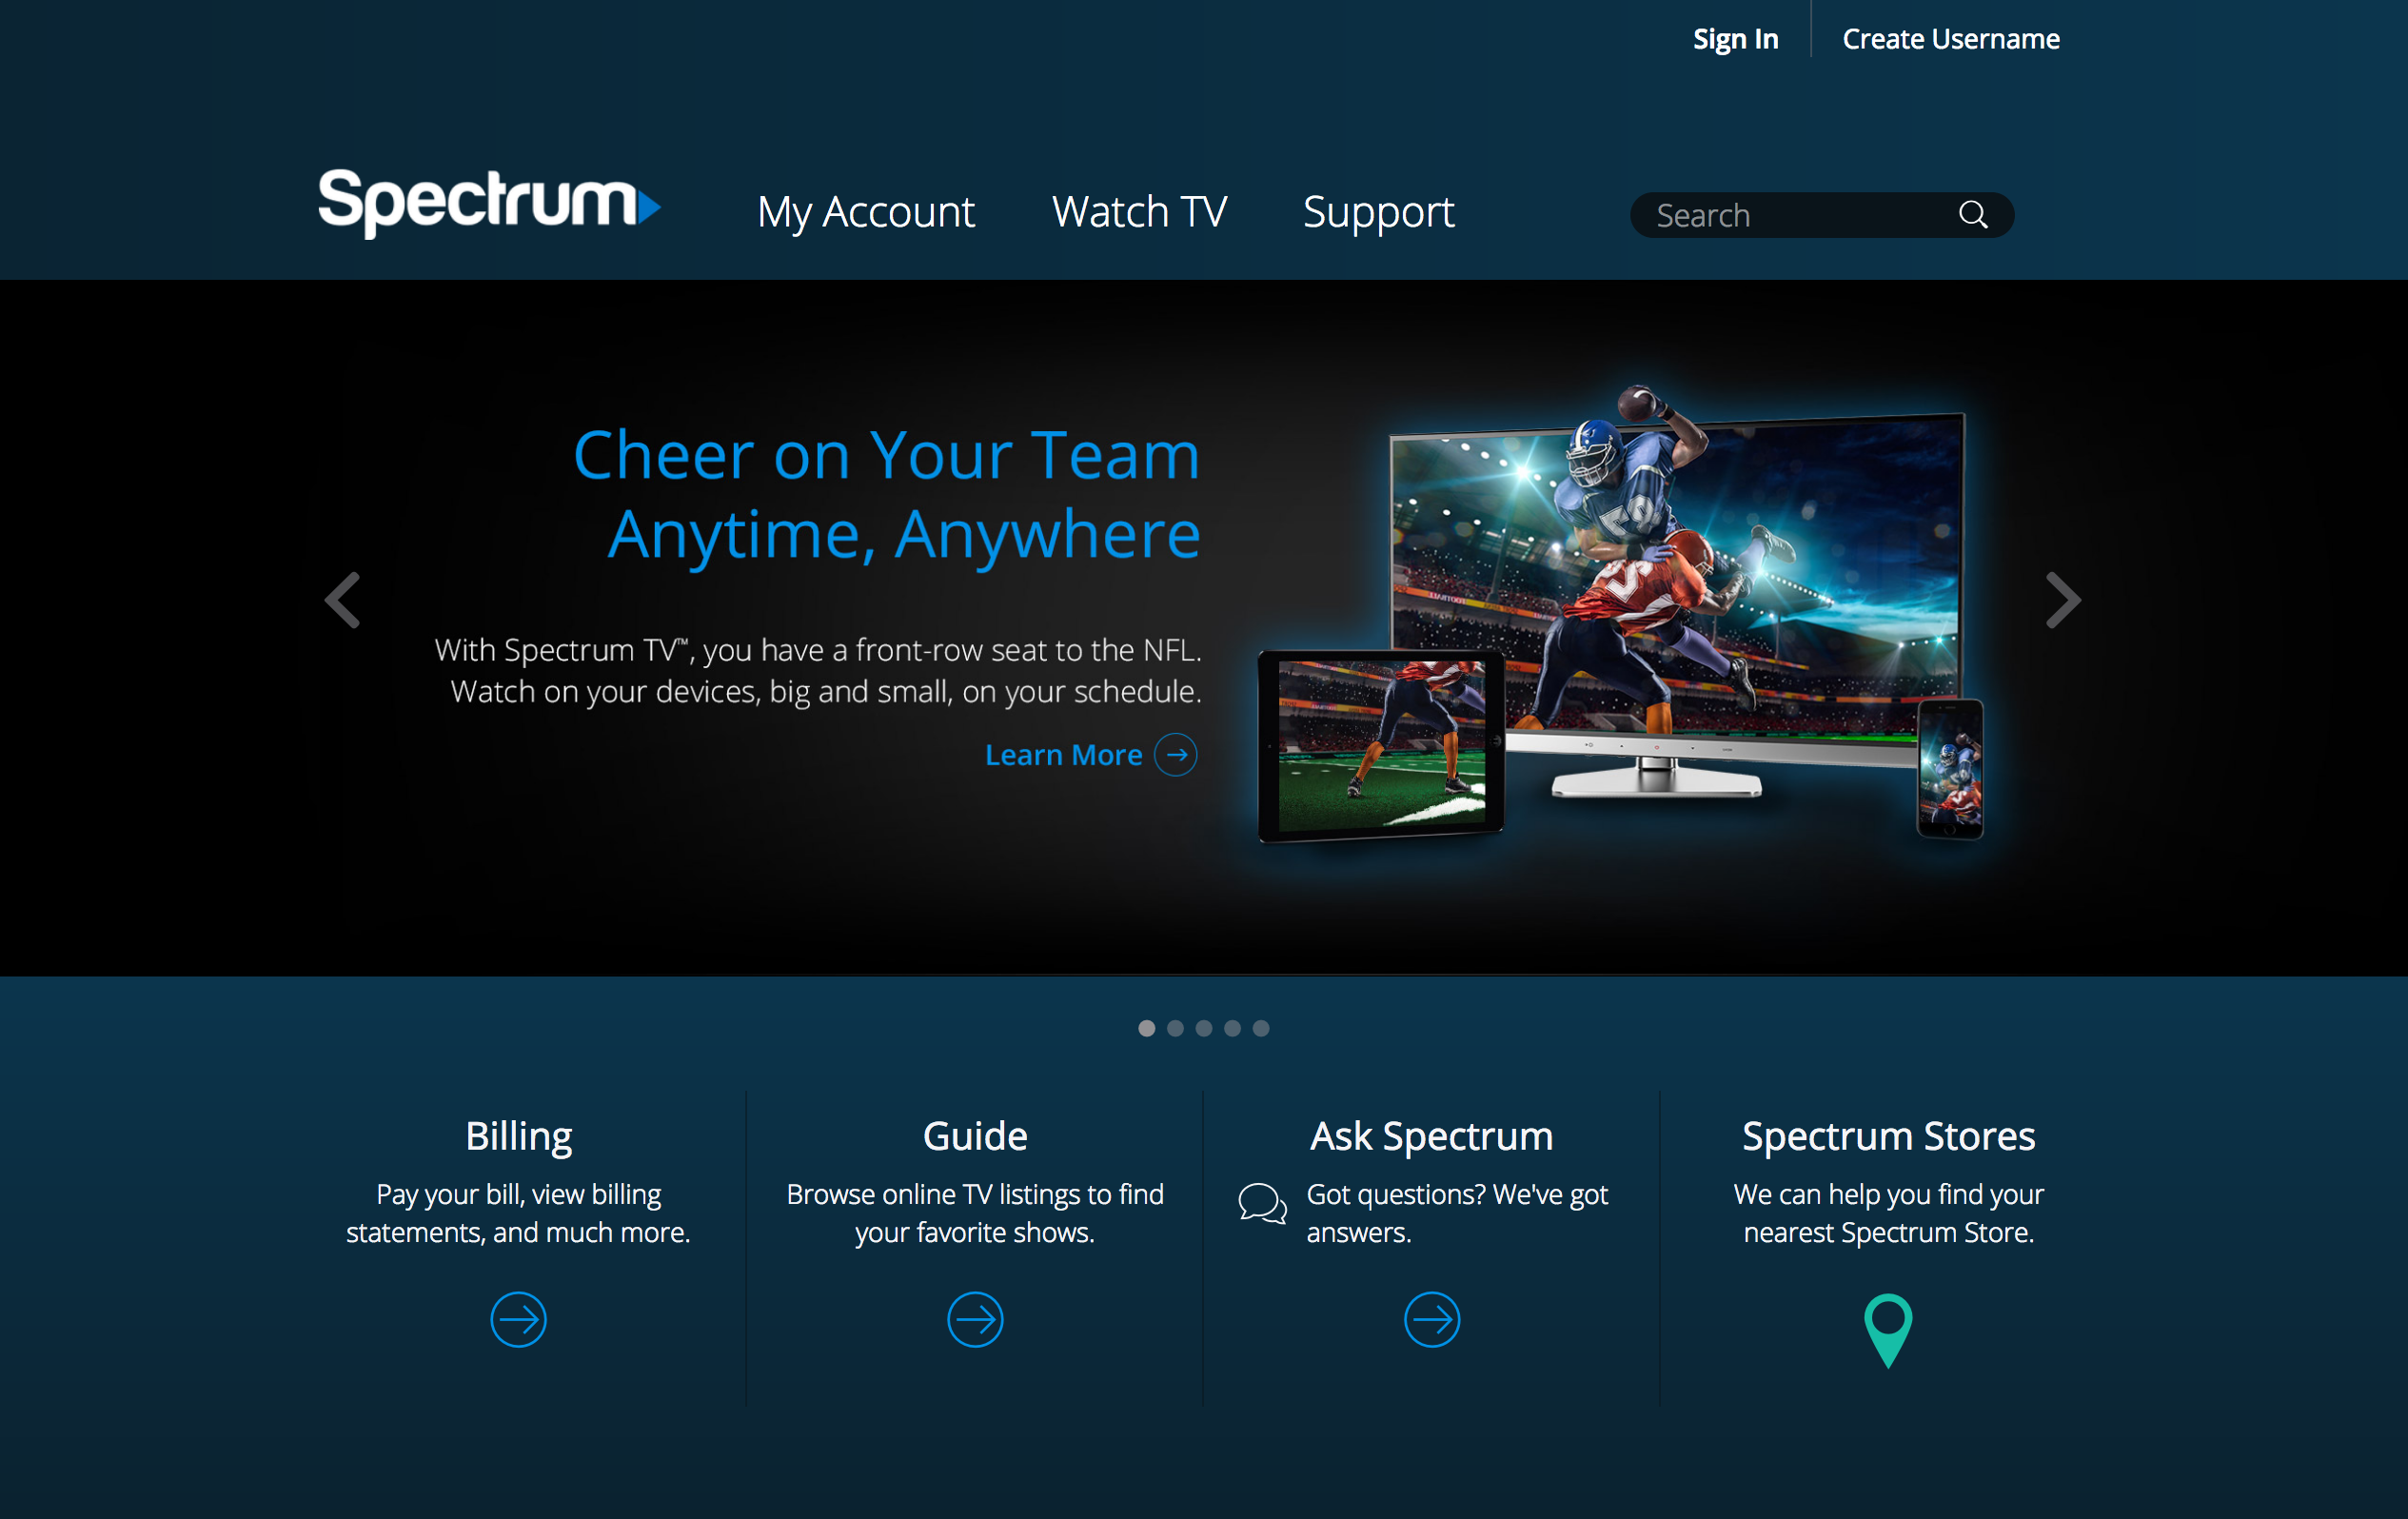 Sign In
Create Username
Spectrum
My Account
Watch TV
Support
Search
Cheer on Your Team
Anytime, Anywhere
With Spectrum TV™, you have a front-row seat to the NFL.
Watch on your devices, big and small, on your schedule.
Learn More
Billing
Pay your bill, view billing
statements, and much more.
Guide
Browse online TV listings to find
your favorite shows.
Ask Spectrum
Got questions? We've got
answers.
Spectrum Stores
We can help you find your
nearest Spectrum Store.